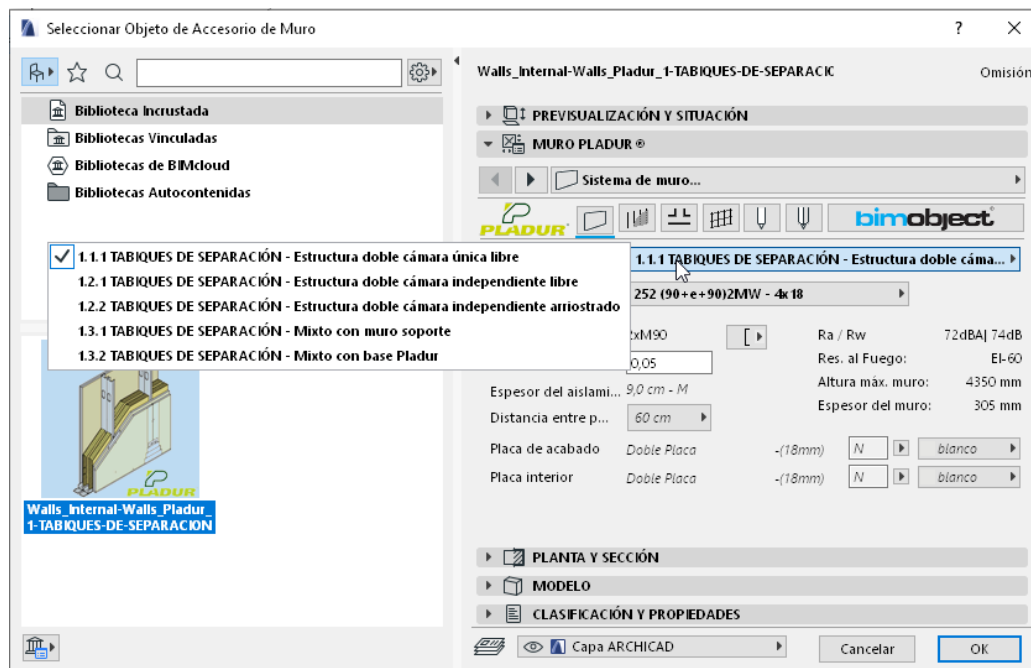 Seleccionar Objeto de Accesorio de Muro
Biblioteca Incrustada
Bibliotecas Vinculadas
Bibliotecas de BIMcloud
Bibliotecas Autocontenidas
1.1.1 TABIQUES DE SEPARACIÓN - Estructura doble cámara única libre
1.2.1 TABIQUES DE SEPARACIÓN - Estructura doble cámara independiente libre
1.2.2 TABIQUES DE SEPARACIÓN - Estructura doble cámara independiente arriostrado
1.3.1 TABIQUES DE SEPARACIÓN - Mixto con muro soporte
1.3.2 TABIQUES DE SEPARACIÓN - Mixto con base Pladur
PLADUR
Walls_Internal-Walls_Pladur_
1-TABIQUES-DE-SEPARACION
Walls_Internal-Walls_Pladur_1-TABIQUES-DE-SEPARACIC
Omisión
PREVISUALIZACIÓN Y SITUACIÓN
MURO PLADUR ®
Sistema de muro...
PLADUR® bimobject
1.1.1 TABIQUES DE SEPARACIÓN - Estructura doble cáma...
252 (90+e+90)2MW - 4x18
xM90 [ Ra / Rw 72dBA| 74dB
0,05 Res. al Fuego: EI-60
Espesor del aislami... 9,0 cm - M Altura máx. muro: 4350 mm
Distancia entre p... 60 cm Espesor del muro: 305 mm
Placa de acabado Doble Placa -(18mm) N blanco
Placa interior Doble Placa -(18mm) N blanco
PLANTA Y SECCIÓN
MODELO
CLASIFICACIÓN Y PROPIEDADES
Capa ARCHICAD
Cancelar OK